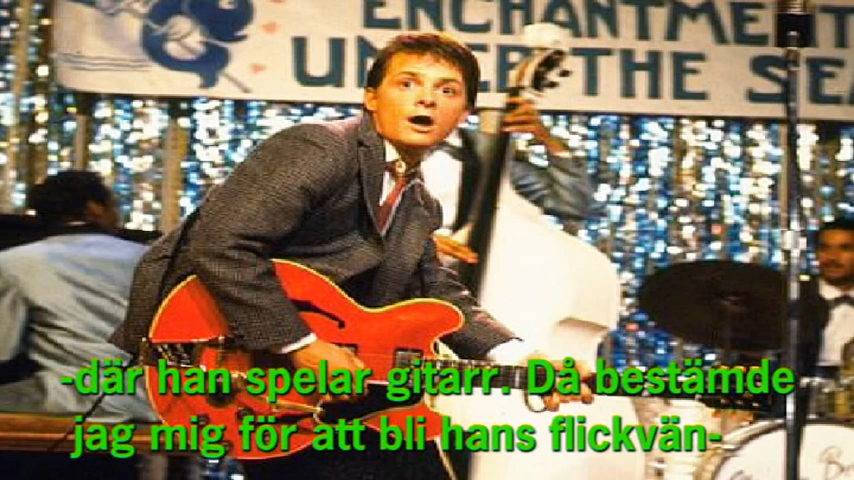 ENCHANTMENT
UNDER THE SEA
-där han spelar gitarr. Då bestämde
jag mig för att bli hans flickvän-